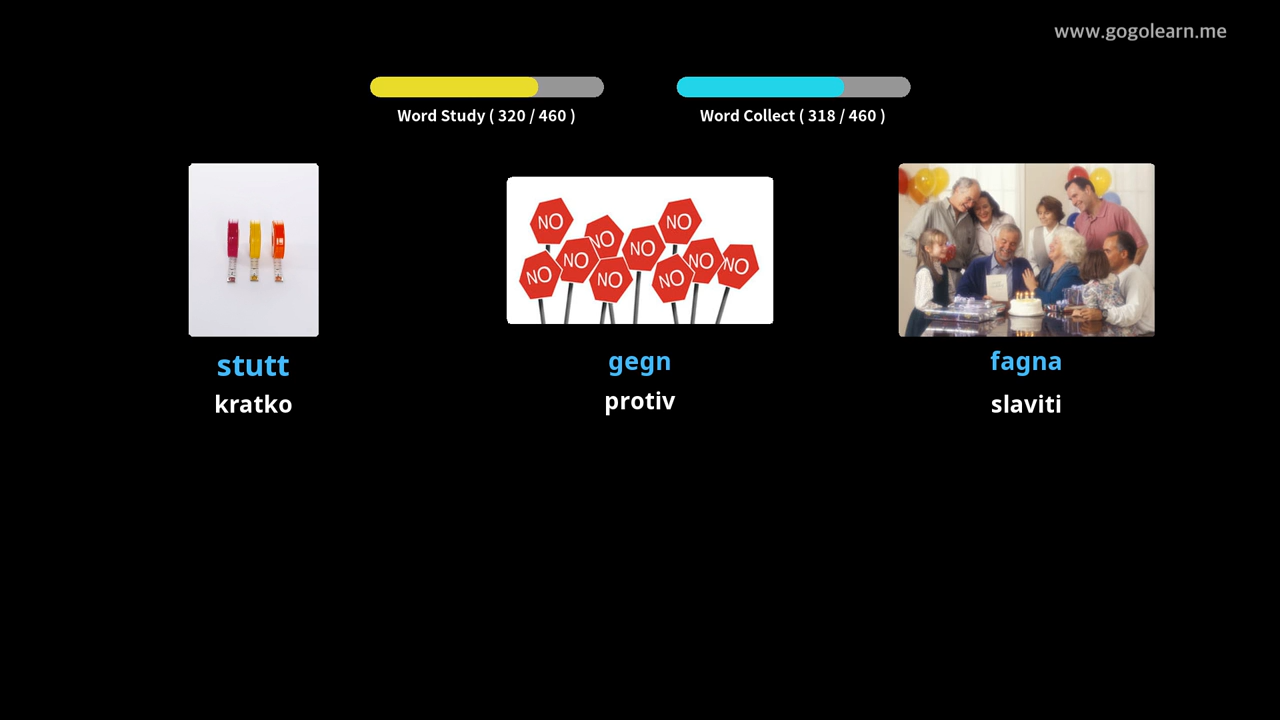 www.gogolearn.me
Word Study ( 320 / 460 )
Word Collect ( 318 / 460 )
NO
NO
NO
NO
NO
NO
NO
NO
NO
NO
stutt
gegn
fagna
kratko
protiv
slaviti